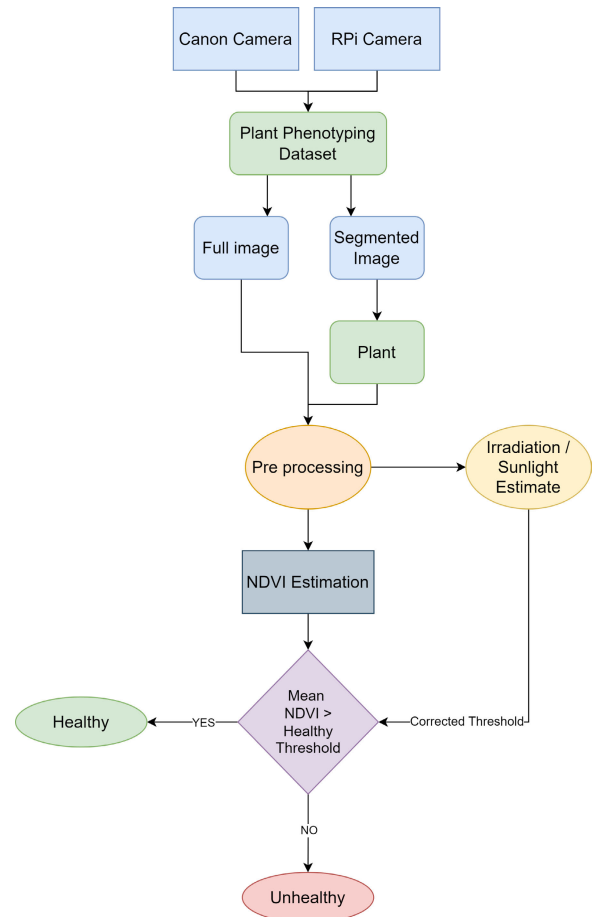 Canon Camera
RPi Camera
Plant Phenotyping
Dataset
Full image
Segmented
Image
Plant
Pre processing
Irradiation /
Sunlight
Estimate
NDVI Estimation
Mean
NDVI >
Healthy
Threshold
Healthy
YES
Corrected Threshold
NO
Unhealthy